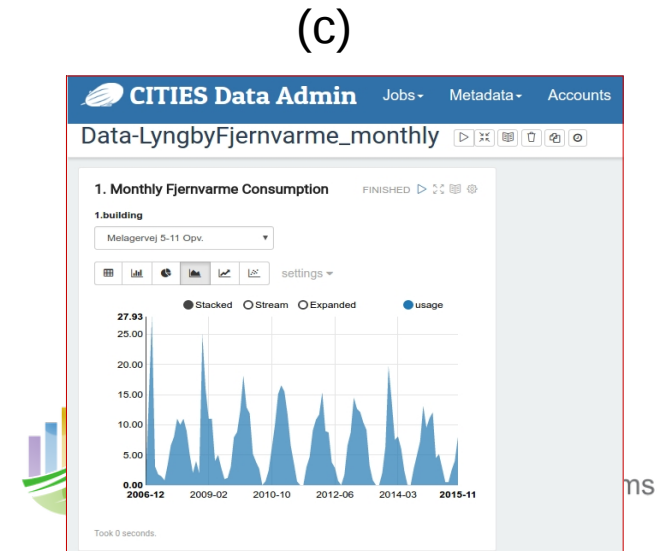 (c)
CITIES Data Admin Jobs Metadata Accounts
Data-LyngbyFjernvarme_monthly
1. Monthly Fjernvarme Consumption FINISHED
1.building
Melagervej 5-11 Opv.
settings
Stacked Stream Expanded usage
27.93
25.00
20.00
15.00
10.00
5.00
0.00
2006-12 2009-02 2010-10 2012-06 2014-03 2015-11
ms
Took 0 seconds.